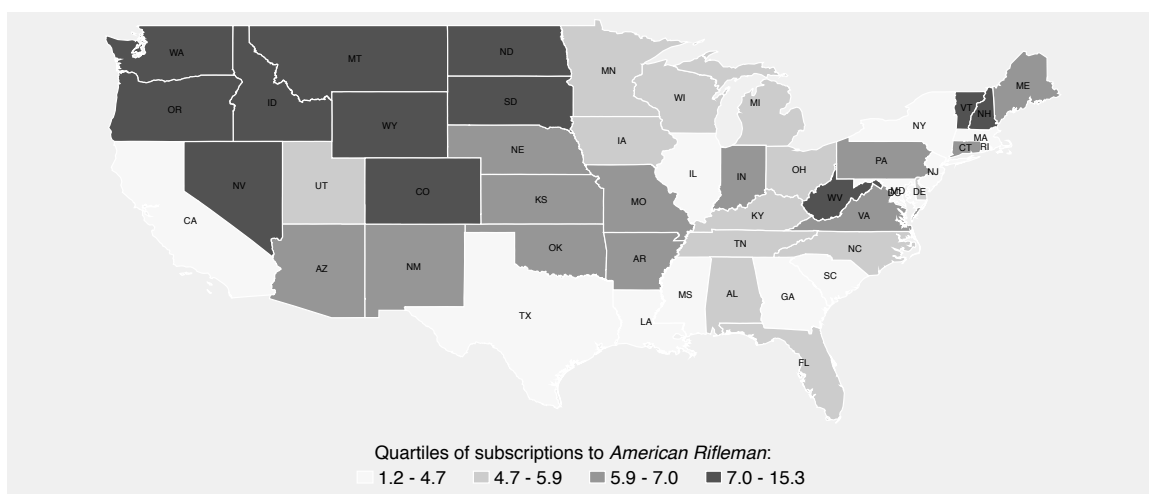 WA
MT
ND
MN
ME
OR
ID
SD
WI
MI
VT
NH
WY
NY
MA
NE
IA
CT
RI
PA
NV
UT
CO
IL
IN
OH
NJ
KS
MO
WV
MD
DC
DE
CA
KY
VA
AZ
NM
OK
AR
TN
NC
SC
MS
AL
GA
TX
LA
FL
Quartiles of subscriptions to American Rifleman:
1.2 - 4.7 4.7 - 5.9 5.9 - 7.0 7.0 - 15.3